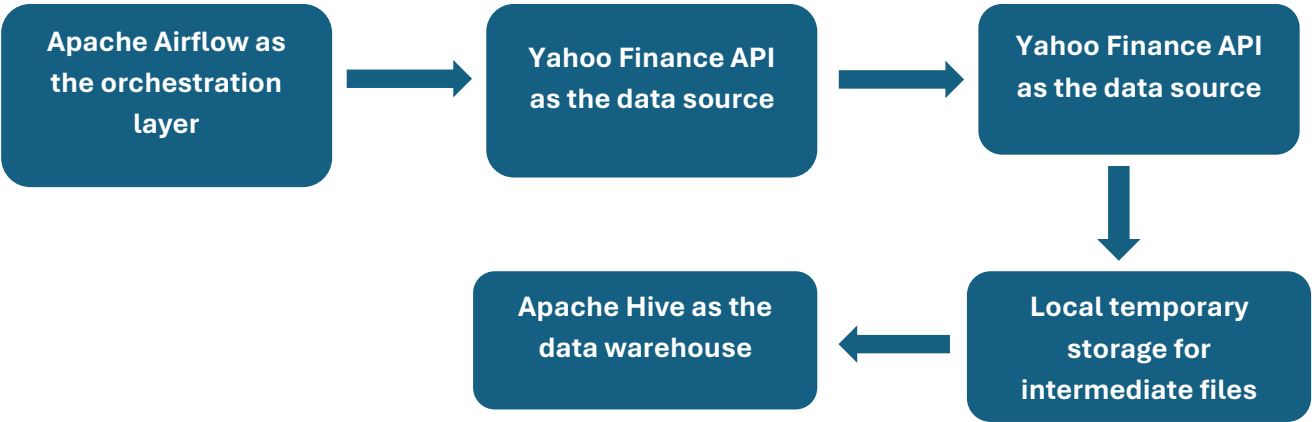 Apache Airflow as
the orchestration
layer
Yahoo Finance API
as the data source
Yahoo Finance API
as the data source
Local temporary
storage for
intermediate files
Apache Hive as the
data warehouse